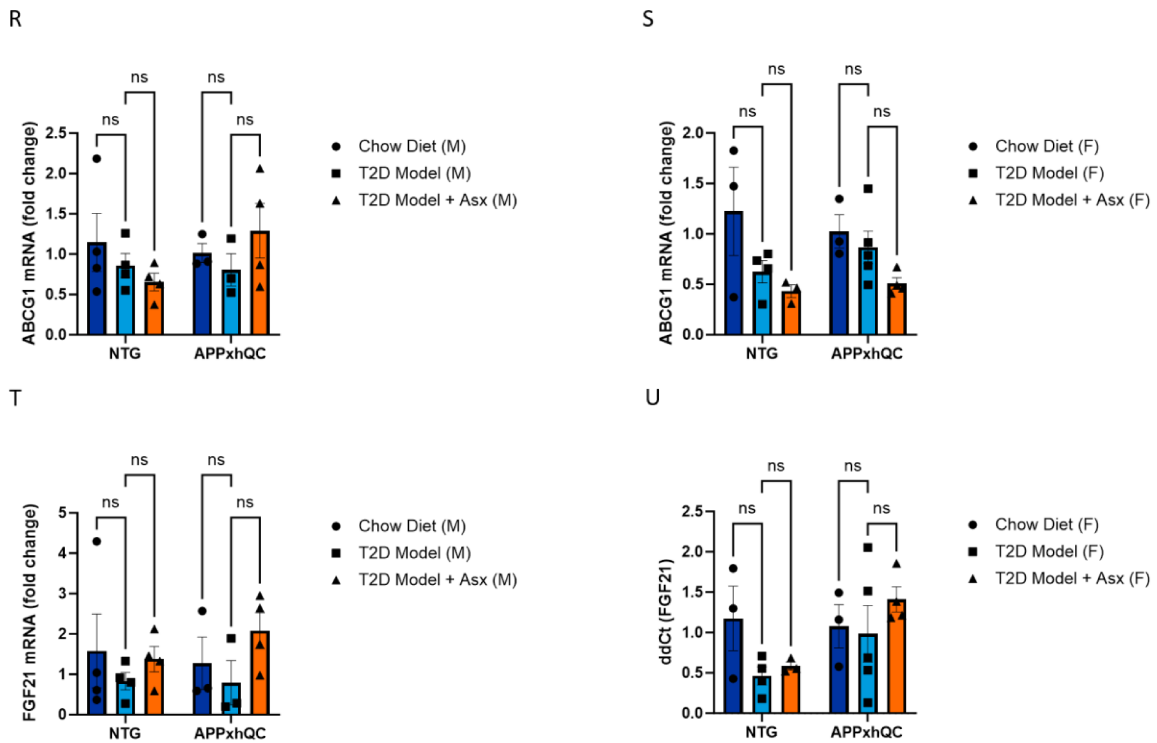 R
ns
ns
ns
ns
ABCG1 mRNA (fold change)
2.5
2.0
1.5
1.0
0.5
0.0
NTG
APPxhQC
Chow Diet (M)
T2D Model (M)
T2D Model + Asx (M)
S
ns
ns
ns
ns
ABCG1 mRNA (fold change)
2.0
1.5
1.0
0.5
0.0
NTG
APPxhQC
Chow Diet (F)
T2D Model (F)
T2D Model + Asx (F)
T
ns
ns
ns
ns
FGF21 mRNA (fold change)
5
4
3
2
1
0
NTG
APPxhQC
Chow Diet (M)
T2D Model (M)
T2D Model + Asx (M)
U
ns
ns
ns
ns
ddCt (FGF21)
2.5
2.0
1.5
1.0
0.5
0.0
NTG
APPxhQC
Chow Diet (F)
T2D Model (F)
T2D Model + Asx (F)